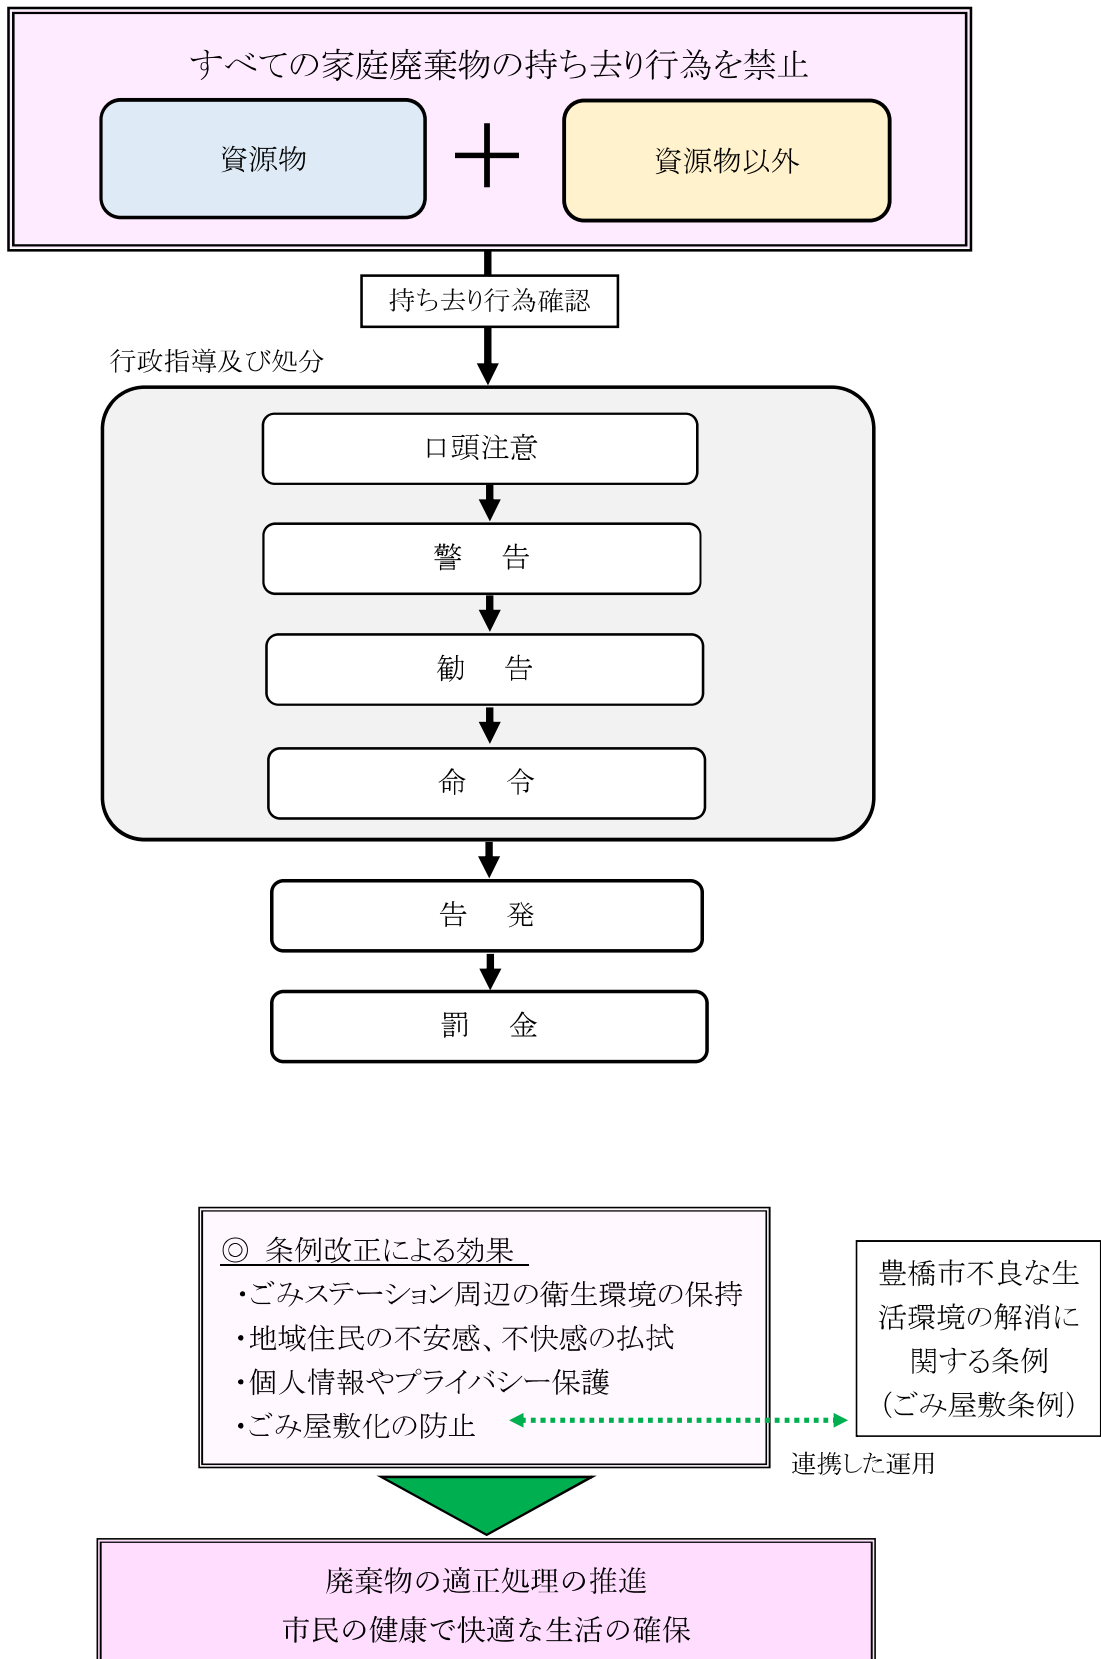 すべての家庭廃棄物の持ち去り行為を禁止
資源物
資源物以外
持ち去り行為確認
行政指導及び処分
口頭注意
警　告
勧　告
命　令
告　発
罰　金
◎ 条例改正による効果
・ごみステーション周辺の衛生環境の保持
・地域住民の不安感、不快感の払拭
・個人情報やプライバシー保護
・ごみ屋敷化の防止
豊橋市不良な生
活環境の解消に
関する条例
（ごみ屋敷条例）
連携した運用
廃棄物の適正処理の推進
市民の健康で快適な生活の確保